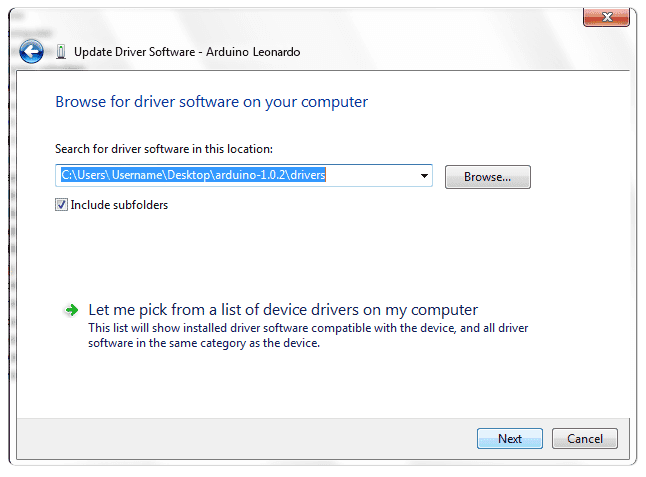 Update Driver Software - Arduino Leonardo
Browse for driver software on your computer
Search for driver software in this location:
C:\Users\ Username\Desktop\arduino-1.0.2\drivers
Browse...
Include subfolders
Let me pick from a list of device drivers on my computer
This list will show installed driver software compatible with the device, and all driver
software in the same category as the device.
Next
Cancel